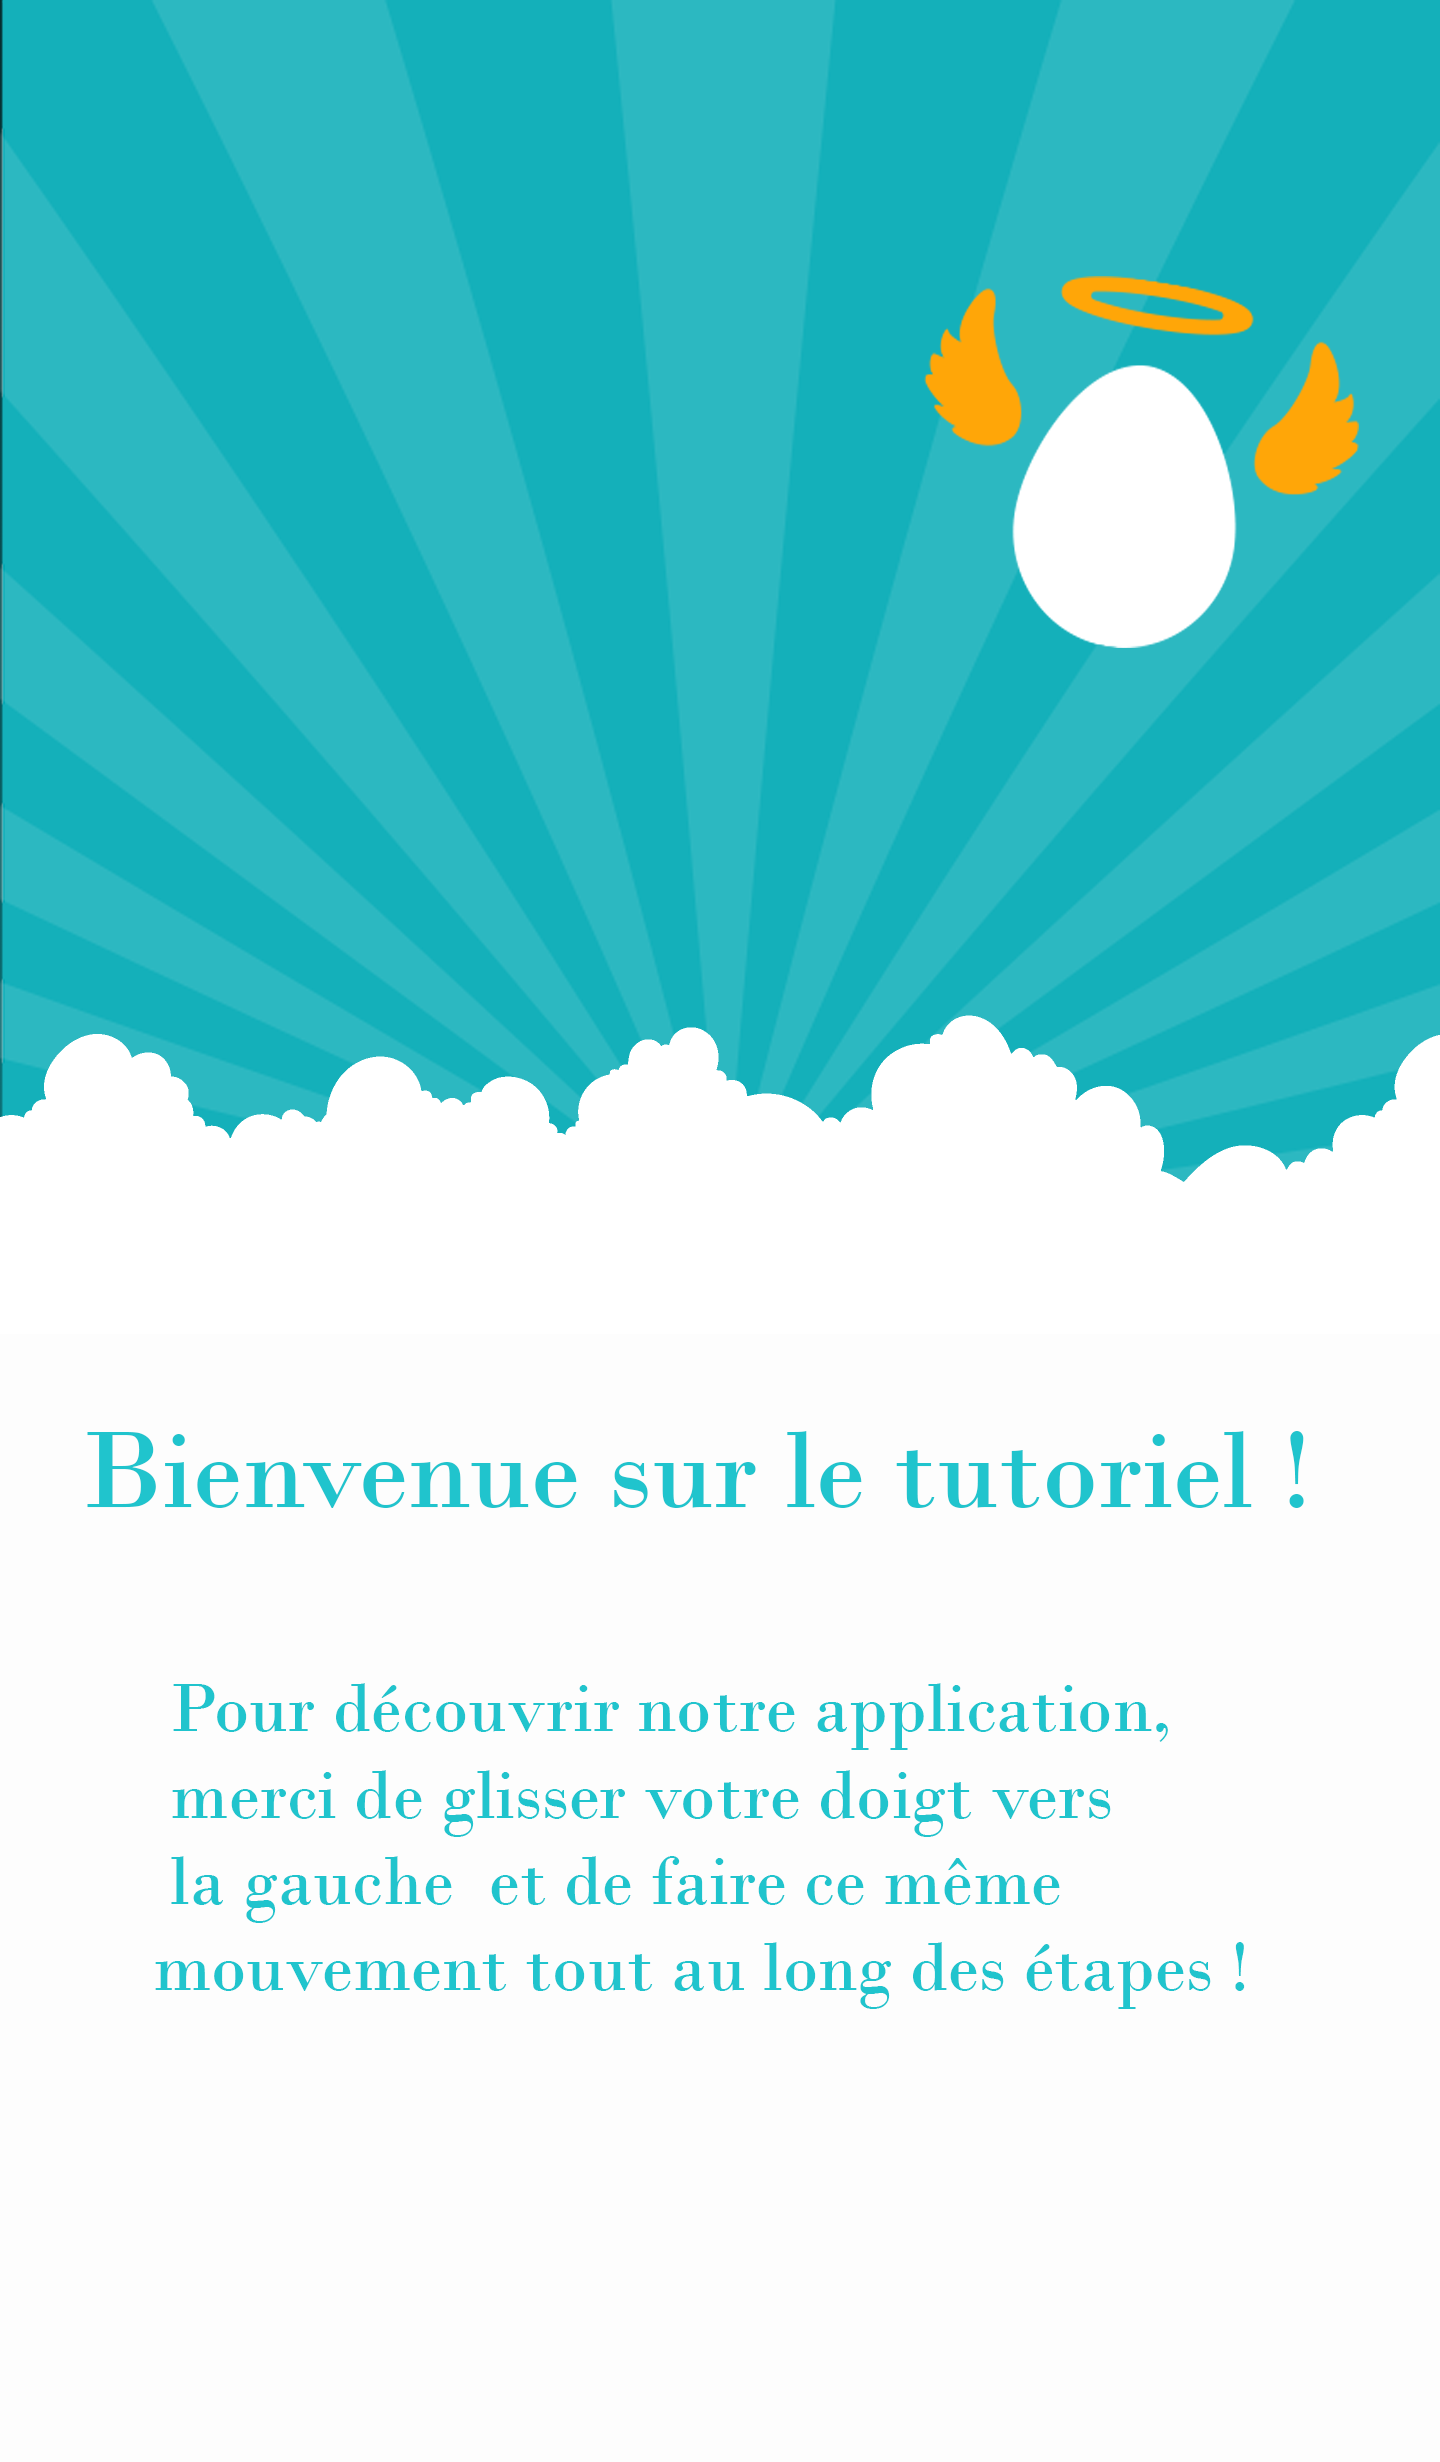 Bienvenue sur le tutoriel !
Pour découvrir notre application,
merci de glisser votre doigt vers
la gauche  et de faire ce même
mouvement tout au long des étapes !